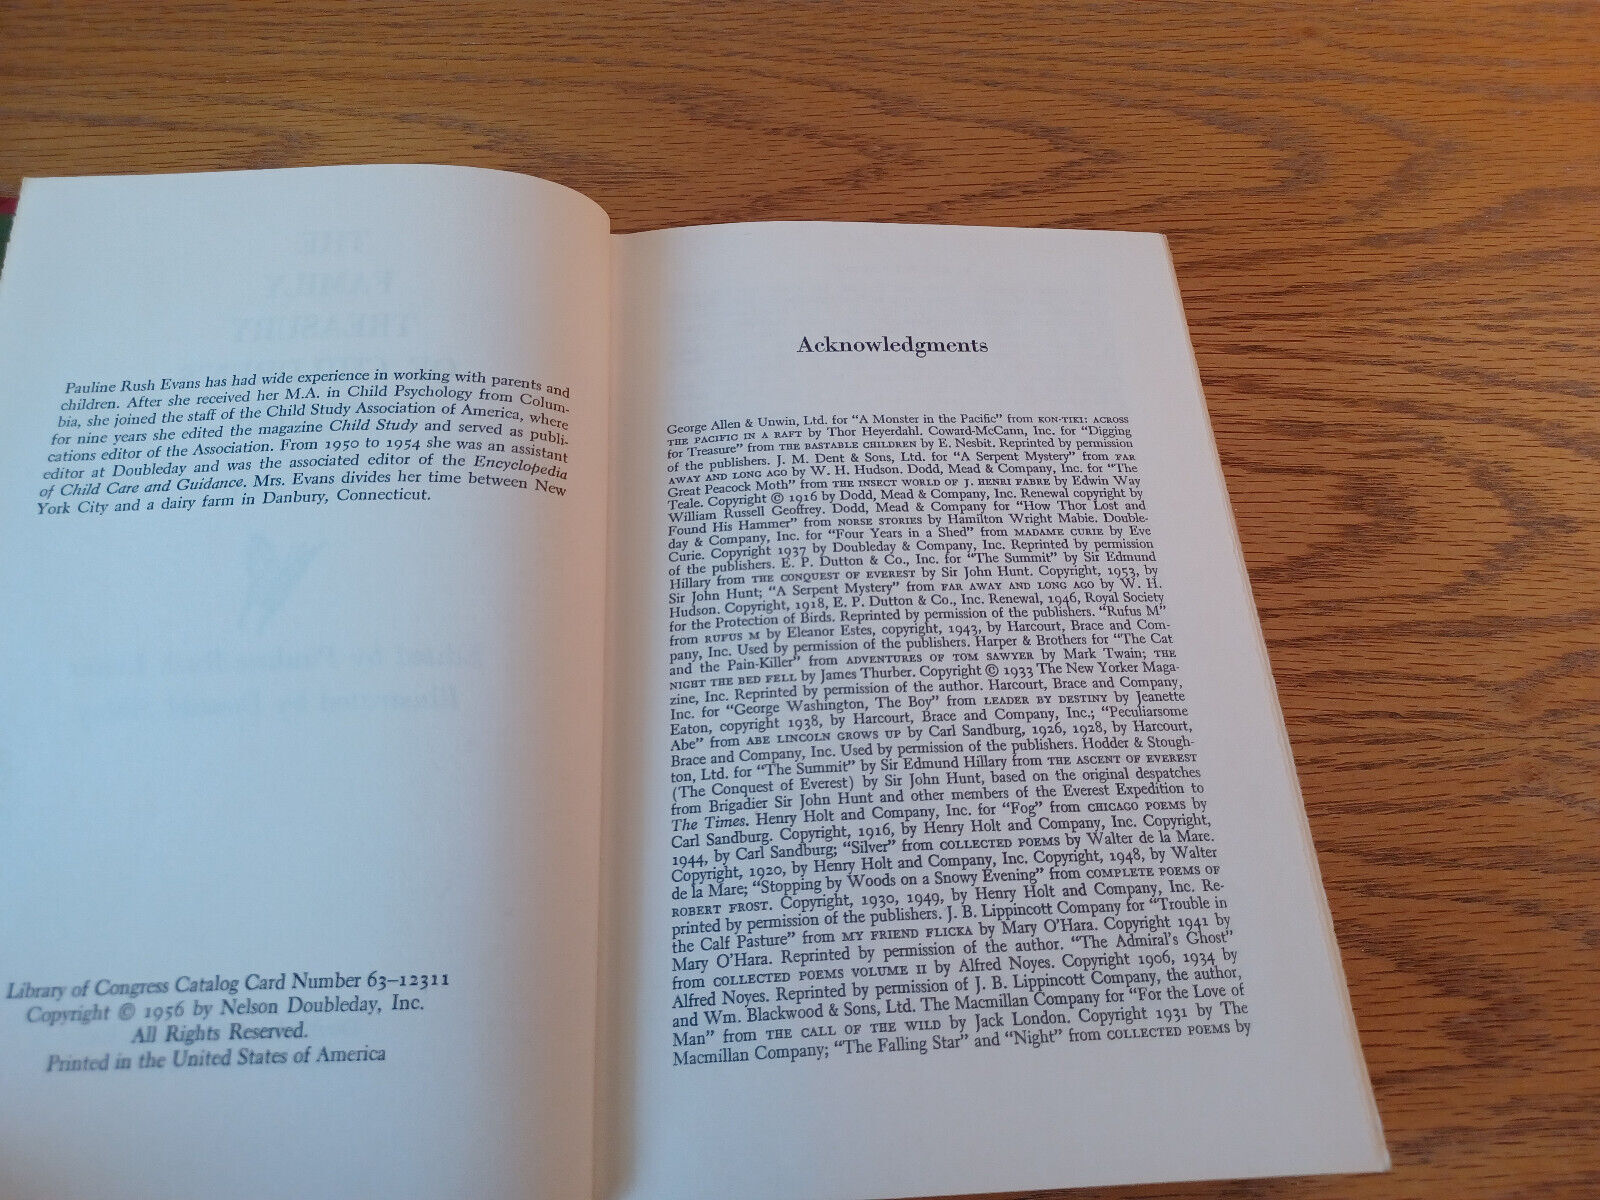 Pauline Rush Evans has had wide experience in working with parents and
children. After she received her M.A. in Child Psychology from Colum-
bia, she joined the staff of the Child Study Association of America, where
for nine years she edited the magazine Child Study and served as publi-
cations editor of the Association. From 1950 to 1954 she was an assistant
editor at Doubleday and was the associated editor of the Encyclopedia
of Child Care and Guidance. Mrs. Evans divides her time between New
York City and a dairy farm in Danbury, Connecticut.
Library of Congress Catalog Card Number 63–12311
Copyright © 1956 by Nelson Doubleday, Inc.
All Rights Reserved.
Printed in the United States of America
Acknowledgments
George Allen & Unwin, Ltd. for “A Monster in the Pacific” from KON-TIKI: ACROSS
THE PACIFIC IN A RAFT by Thor Heyerdahl. Coward-McCann, Inc. for “Digging
for Treasure” from THE BASTABLE CHILDREN by E. Nesbit. Reprinted by permission
of the publishers. J. M. Dent & Sons, Ltd. for “A Serpent Mystery” from FAR
AWAY AND LONG AGO by W. H. Hudson. Dodd, Mead & Company, Inc. for “The
Great Peacock Moth” from THE INSECT WORLD OF J. HENRI FABRE by Edwin Way
Teale. Copyright © 1916 by Dodd, Mead & Company, Inc. Renewal copyright by
William Russell Geoffrey. Dodd, Mead & Company for “How Thor Lost and
Found His Hammer” from NORSE STORIES by Hamilton Wright Mabie. Double-
day & Company, Inc. for “Four Years in a Shed” from MADAME CURIE by Eve
Curie. Copyright 1937 by Doubleday & Company, Inc. Reprinted by permission
of the publishers. E. P. Dutton & Co., Inc. for “The Summit” by Sir Edmund
Hillary from THE CONQUEST OF EVEREST by Sir John Hunt. Copyright, 1953, by
Sir John Hunt; “A Serpent Mystery” from FAR AWAY AND LONG AGO by W. H.
Hudson. Copyright, 1918, E. P. Dutton & Co., Inc. Renewal, 1946, Royal Society
for the Protection of Birds. Reprinted by permission of the publishers. “Rufus M”
from RUFUS M by Eleanor Estes, copyright, 1943, by Harcourt, Brace and Com-
pany, Inc. Used by permission of the publishers. Harper & Brothers for “The Cat
and the Pain-Killer” from ADVENTURES OF TOM SAWYER by Mark Twain; THE
NIGHT THE BED FELL by James Thurber. Copyright © 1933 The New Yorker Maga-
zine, Inc. Reprinted by permission of the author. Harcourt, Brace and Company,
Inc. for “George Washington, The Boy” from LEADER BY DESTINY by Jeanette
Eaton, copyright 1938, by Harcourt, Brace and Company, Inc.; “Peculiarsome
Abe” from ABE LINCOLN GROWS UP by Carl Sandburg, 1926, 1928, by Harcourt,
Brace and Company, Inc. Used by permission of the publishers. Hodder & Stough-
ton, Ltd. for “The Summit” by Sir Edmund Hillary from THE ASCENT OF EVEREST
(The Conquest of Everest) by Sir John Hunt, based on the original despatches
from Brigadier Sir John Hunt and other members of the Everest Expedition to
The Times. Henry Holt and Company, Inc. for “Fog” from CHICAGO POEMS by
Carl Sandburg. Copyright, 1916, by Henry Holt and Company, Inc. Copyright,
1944, by Carl Sandburg; “Silver” from COLLECTED POEMS by Walter de la Mare.
Copyright, 1920, by Henry Holt and Company, Inc. Copyright, 1948, by Walter
de la Mare; “Stopping by Woods on a Snowy Evening” from COMPLETE POEMS OF
ROBERT FROST. Copyright, 1930, 1949, by Henry Holt and Company, Inc. Re-
printed by permission of the publishers. J. B. Lippincott Company for “Trouble in
the Calf Pasture” from MY FRIEND FLICKA by Mary O’Hara. Copyright 1941 by
Mary O’Hara. Reprinted by permission of the author. “The Admiral’s Ghost”
from COLLECTED POEMS VOLUME II by Alfred Noyes. Copyright 1906, 1934 by
Alfred Noyes. Reprinted by permission of J. B. Lippincott Company, the author,
and Wm. Blackwood & Sons, Ltd. The Macmillan Company for “For the Love of
Man” from THE CALL OF THE WILD by Jack London. Copyright 1931 by The
Macmillan Company; “The Falling Star” and “Night” from COLLECTED POEMS by